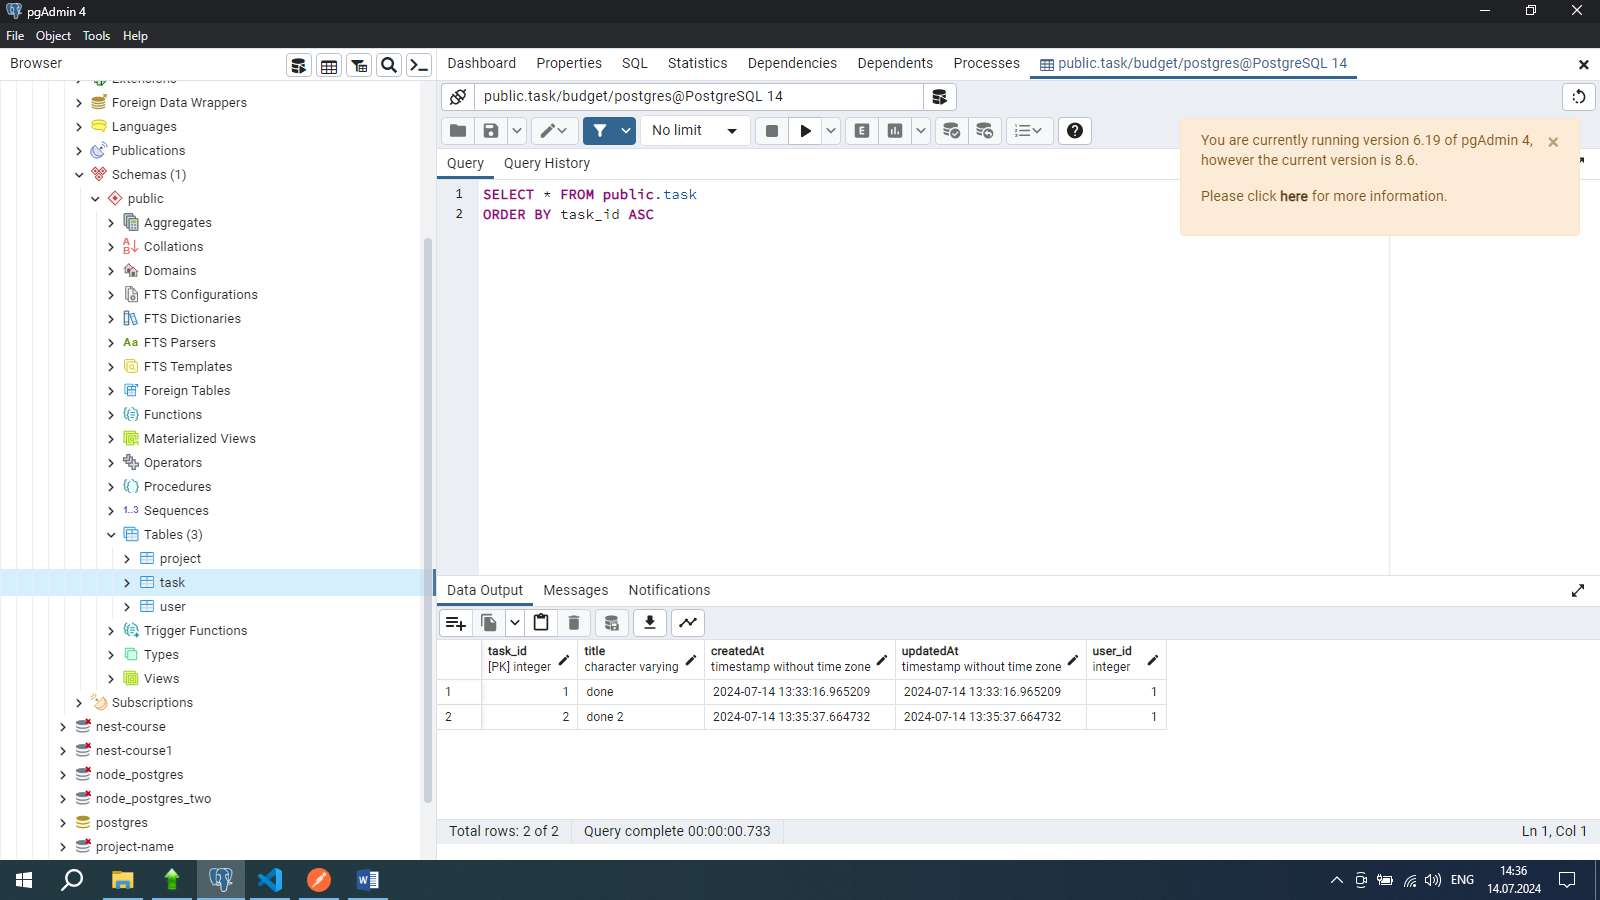 pgAdmin 4
File Object Tools Help
Browser
Dashboard Properties SQL Statistics Dependencies Dependents Processes public.task/budget/postgres@PostgreSQL 14
public.task/budget/postgres@PostgreSQL 14
No limit
E
Query Query History
1 SELECT * FROM public.task
2 ORDER BY task_id ASC
You are currently running version 6.19 of pgAdmin 4,
however the current version is 8.6.
Please click here for more information.
Extensions
Foreign Data Wrappers
Languages
Publications
Schemas (1)
public
Aggregates
Collations
Domains
FTS Configurations
FTS Dictionaries
Aa FTS Parsers
FTS Templates
Foreign Tables
Functions
Materialized Views
Operators
Procedures
1..3 Sequences
Tables (3)
project
task
user
Trigger Functions
Types
Views
Subscriptions
nest-course
nest-course1
node_postgres
node_postgres_two
postgres
project-name
Data Output Messages Notifications
task_id title createdAt updatedAt user_id
[PK] integer character varying timestamp without time zone timestamp without time zone integer
1 1 done 2024-07-14 13:33:16.965209 2024-07-14 13:33:16.965209 1
2 2 done 2 2024-07-14 13:35:37.664732 2024-07-14 13:35:37.664732 1
Total rows: 2 of 2 Query complete 00:00:00.733 Ln 1, Col 1
ENG 14:36
14.07.2024